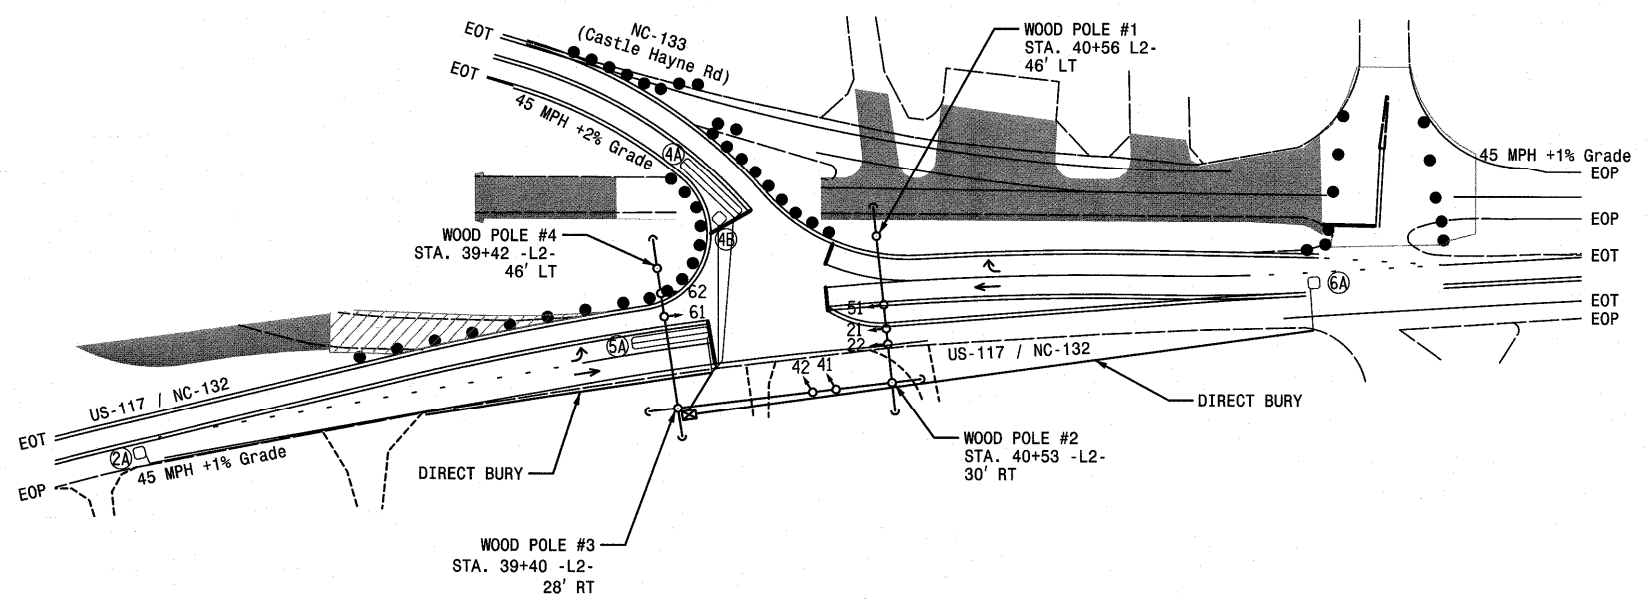 EOT
NC-133
(Castle Hayne Rd)
WOOD POLE #1
STA. 40+56 L2-
46' LT
EOT
45 MPH +2% Grade
4A
45 MPH +1% Grade
EOP
EOP
WOOD POLE #4
STA. 39+42 -L2-
46' LT
4B
EOT
6A
62
61
51
21
22
EOT
EOP
5A
42 41
US-117 / NC-132
US-117 / NC-132
DIRECT BURY
EOT
2A
45 MPH +1% Grade
EOP
DIRECT BURY
WOOD POLE #2
STA. 40+53 -L2-
30' RT
WOOD POLE #3
STA. 39+40 -L2-
28' RT